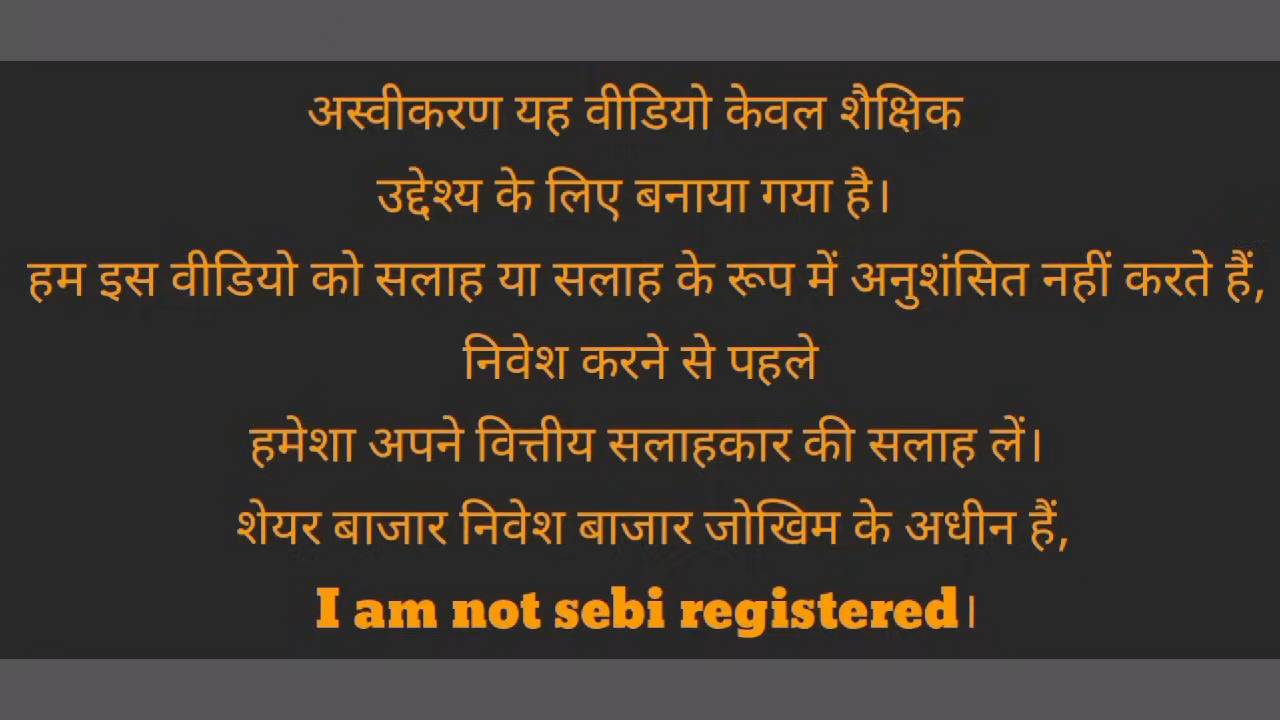 अस्वीकरण यह वीडियो केवल शैक्षिक
उद्देश्य के लिए बनाया गया है।
हम इस वीडियो को सलाह या सलाह के रूप में अनुशंसित नहीं करते हैं,
निवेश करने से पहले
हमेशा अपने वित्तीय सलाहकार की सलाह लें।
शेयर बाजार निवेश बाजार जोखिम के अधीन हैं,
I am not sebi registered।